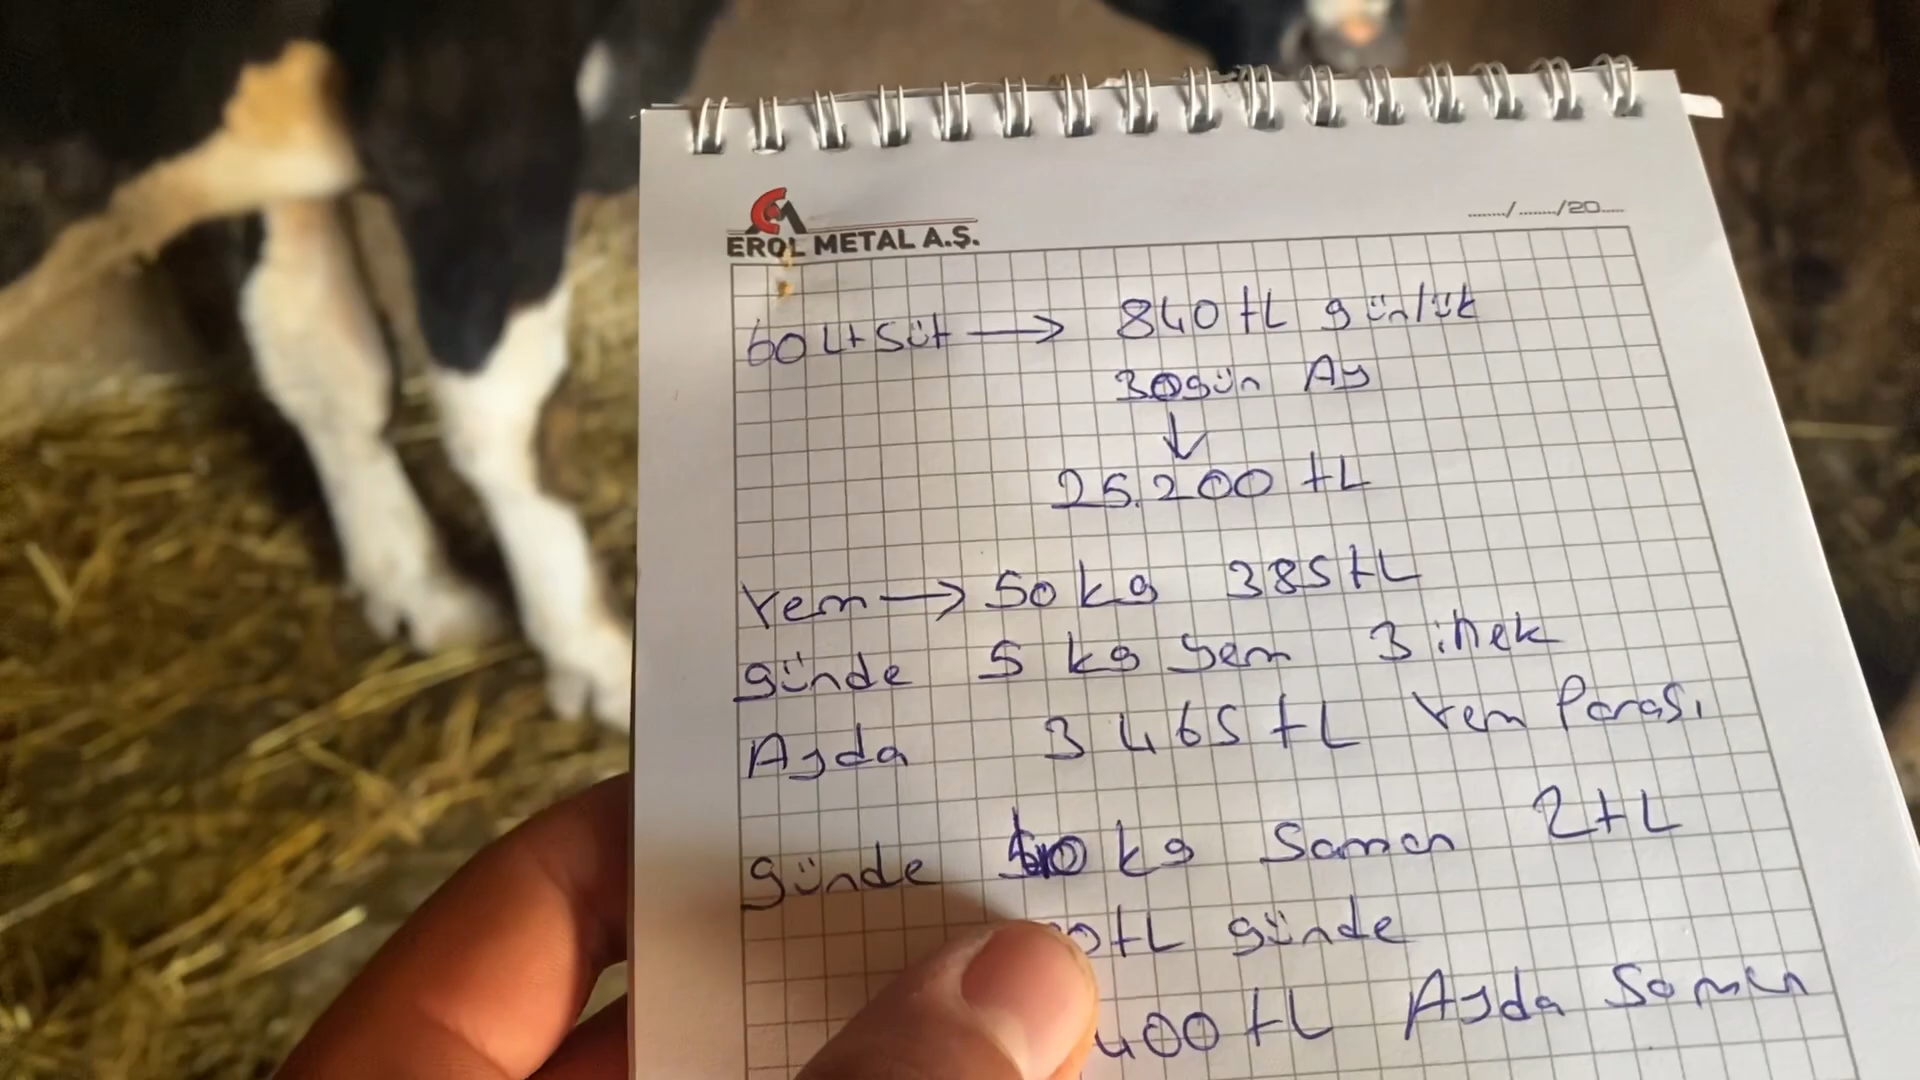 EROL METAL A.Ş.
....../....../20....
60 Lt süt → 840 tL günlük
30gün Ay
↓
25.200 tL
Yem → 50 kg 385 tL
günde 5 kg yem 3 inek
Ayda 3465 tL Yem Parası
günde kg Saman 2 tL
tL günde
400 tL Ayda Saman